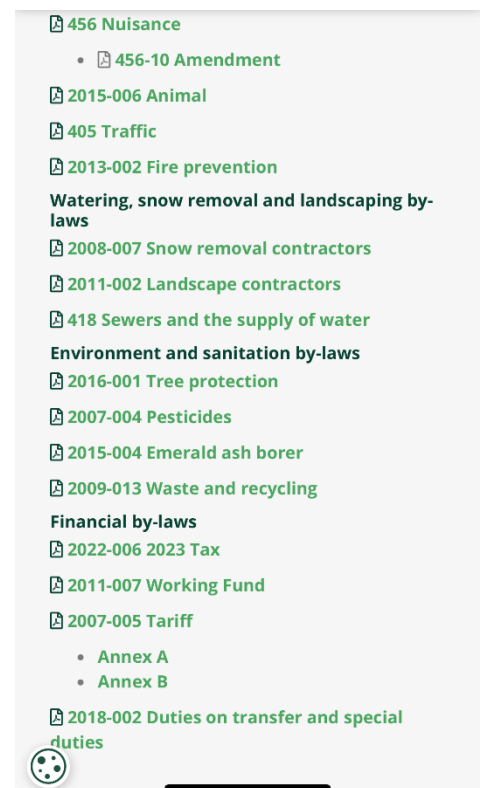 456 Nuisance
456-10 Amendment
2015-006 Animal
405 Traffic
2013-002 Fire prevention
Watering, snow removal and landscaping by-
laws
2008-007 Snow removal contractors
2011-002 Landscape contractors
418 Sewers and the supply of water
Environment and sanitation by-laws
2016-001 Tree protection
2007-004 Pesticides
2015-004 Emerald ash borer
2009-013 Waste and recycling
Financial by-laws
2022-006 2023 Tax
2011-007 Working Fund
2007-005 Tariff
Annex A
Annex B
2018-002 Duties on transfer and special
duties